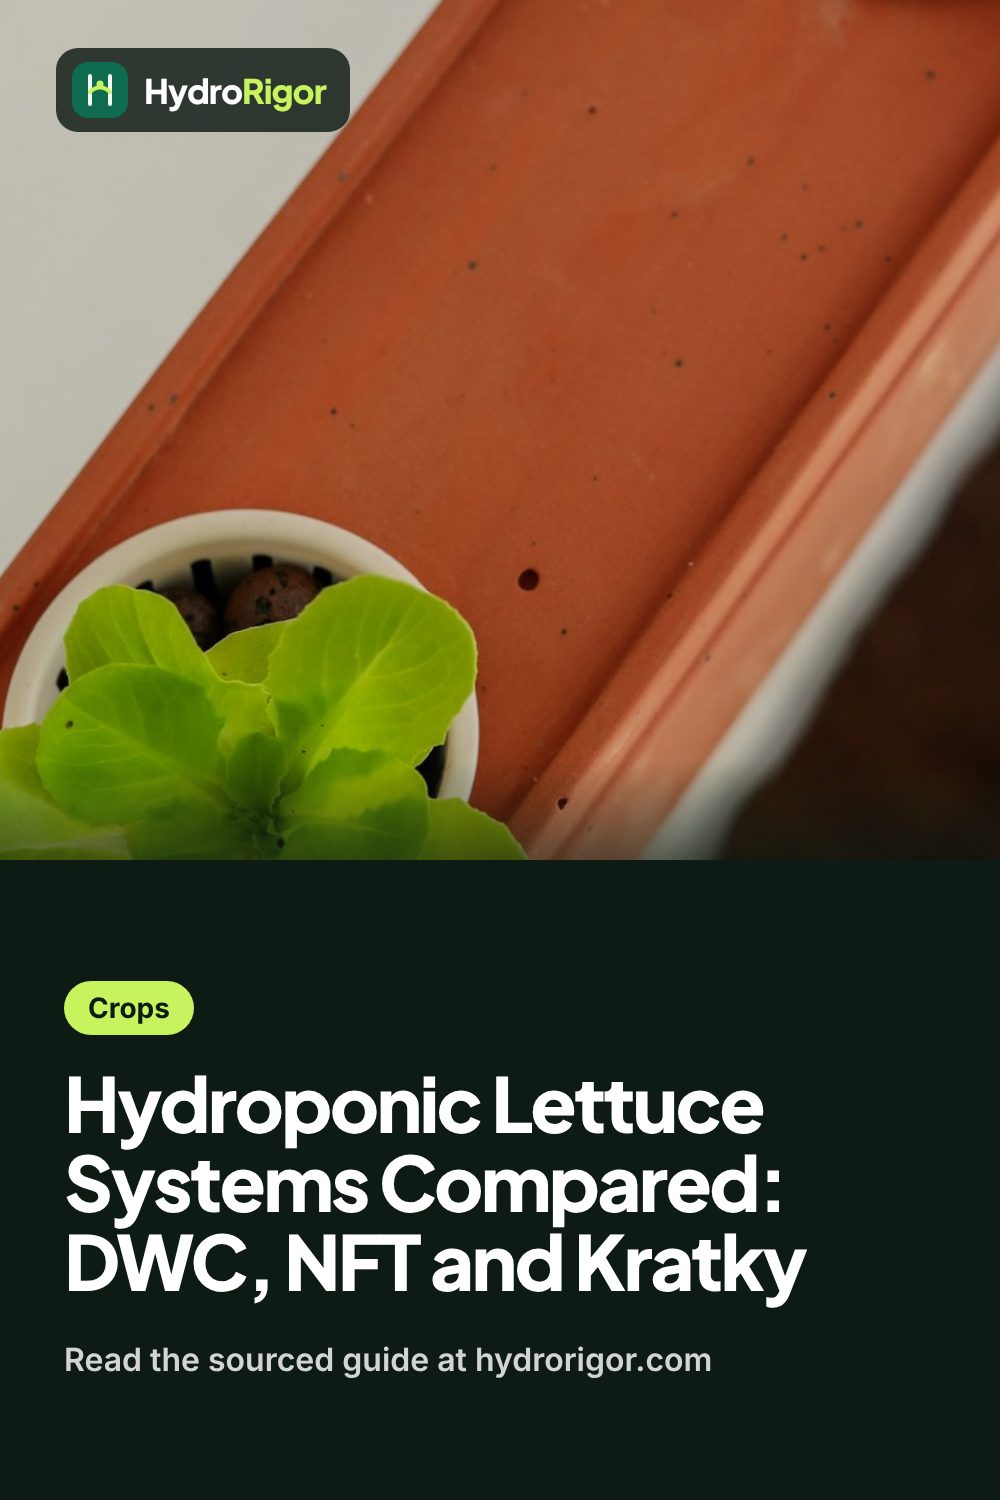 HydroRigor
Crops
Hydroponic Lettuce
Systems Compared:
DWC, NFT and Kratky
Read the sourced guide at hydrorigor.com